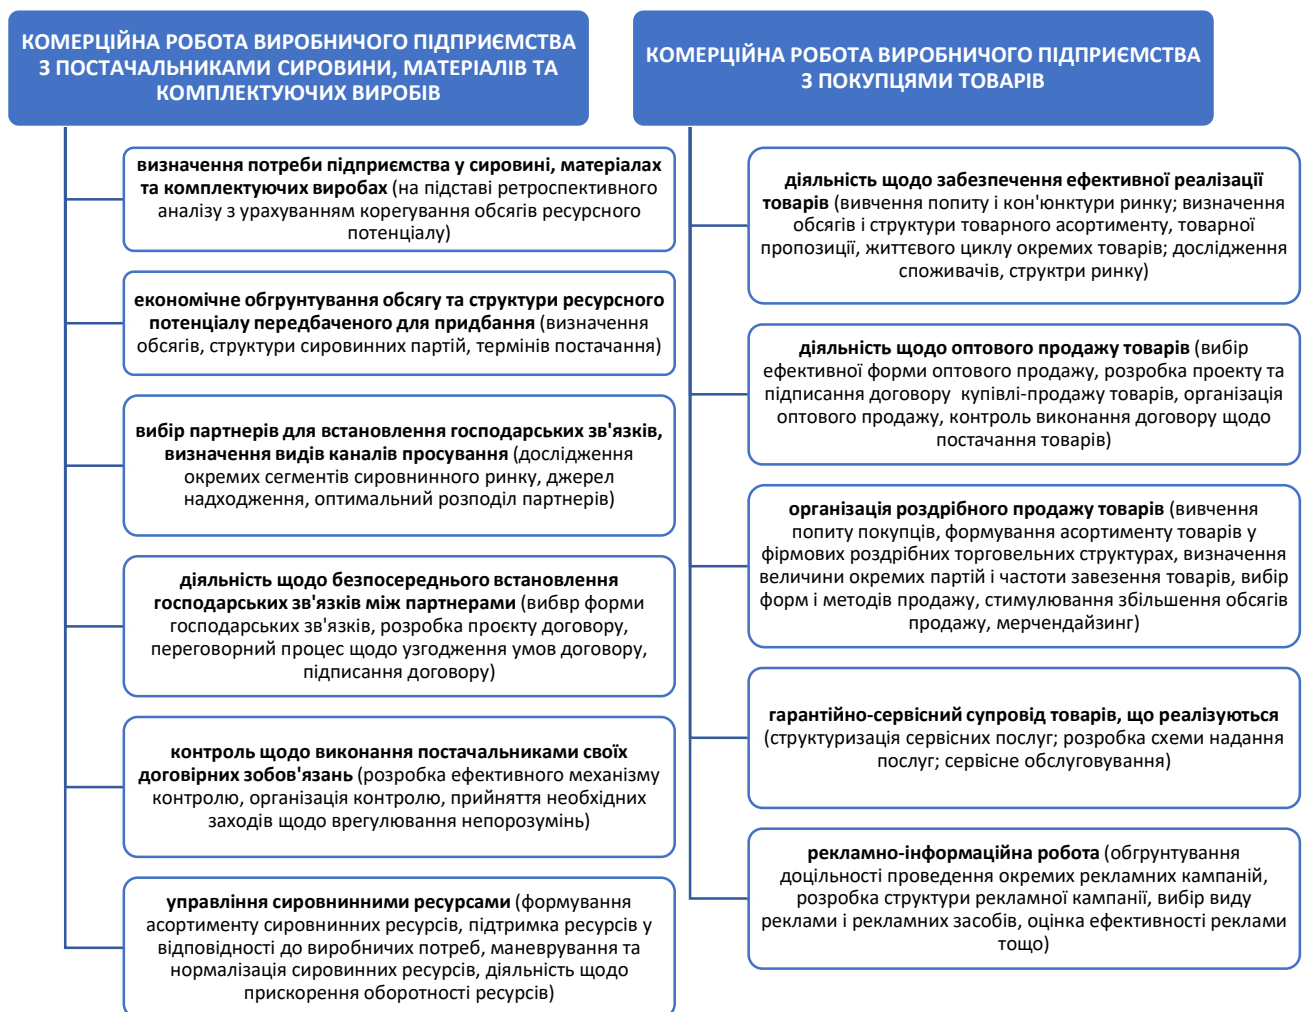 КОМЕРЦІЙНА РОБОТА ВИРОБНИЧОГО ПІДПРИЄМСТВА
З ПОСТАЧАЛЬНИКАМИ СИРОВИНИ, МАТЕРІАЛІВ ТА
КОМПЛЕКТУЮЧИХ ВИРОБІВ
визначення потреби підприємства у сировині, матеріалах
та комплектуючих виробах (на підставі ретроспективного
аналізу з урахуванням корегування обсягів ресурсного
потенціалу)
економічне обгрунтування обсягу та структури ресурсного
потенціалу передбаченого для придбання (визначення
обсягів, структури сировинних партій, термінів постачання)
вибір партнерів для встановлення господарських зв'язків,
визначення видів каналів просування (дослідження
окремих сегментів сировнинного ринку, джерел
надходження, оптимальний розподіл партнерів)
діяльність щодо безпосереднього встановлення
господарських зв'язків між партнерами (вибвр форми
господарських зв'язків, розробка проєкту договору,
переговорний процес щодо узгодження умов договору,
підписання договору)
контроль щодо виконання постачальниками своїх
договірних зобов'язань (розробка ефективного механізму
контролю, організація контролю, прийняття необхідних
заходів щодо врегулювання непорозумінь)
управління сировнинними ресурсами (формування
асортименту сировнинних ресурсів, підтримка ресурсів у
відповідності до виробничих потреб, маневрування та
нормалізація сировинних ресурсів, діяльність щодо
прискорення оборотності ресурсів)
КОМЕРЦІЙНА РОБОТА ВИРОБНИЧОГО ПІДПРИЄМСТВА
З ПОКУПЦЯМИ ТОВАРІВ
діяльність щодо забезпечення ефективної реалізації
товарів (вивчення попиту і кон'юнктури ринку; визначення
обсягів і структури товарного асортименту, товарної
пропозиції, життєвого циклу окремих товарів; дослідження
споживачів, структри ринку)
діяльність щодо оптового продажу товарів (вибір
ефективної форми оптового продажу, розробка проекту та
підписання договору  купівлі-продажу товарів, організація
оптового продажу, контроль виконання договору щодо
постачання товарів)
організація роздрібного продажу товарів (вивчення
попиту покупців, формування асортименту товарів у
фірмових роздрібних торговельних структурах, визначення
величини окремих партій і частоти завезення товарів, вибір
форм і методів продажу, стимулювання збільшення обсягів
продажу, мерчендайзинг)
гарантійно-сервісний супровід товарів, що реалізуються
(структуризація сервісних послуг; розробка схеми надання
послуг; сервісне обслуговування)
рекламно-інформаційна робота (обгрунтування
доцільності проведення окремих рекламних кампаній,
розробка структури рекламної кампанії, вибір виду
реклами і рекламних засобів, оцінка ефективності реклами
тощо)